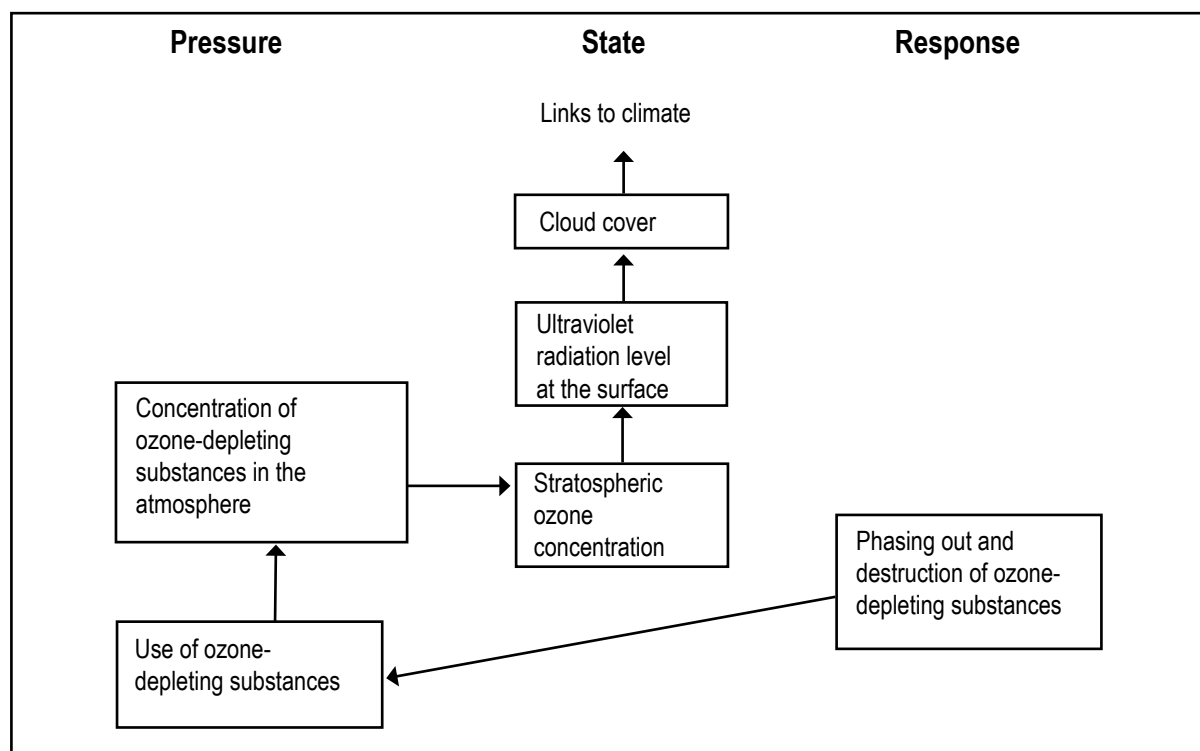 Pressure
State
Response
Links to climate
Cloud cover
Ultraviolet
radiation level
at the surface
Concentration of
ozone-depleting
substances in the
atmosphere
Stratospheric
ozone
concentration
Phasing out and
destruction of ozone-
depleting substances
Use of ozone-
depleting substances